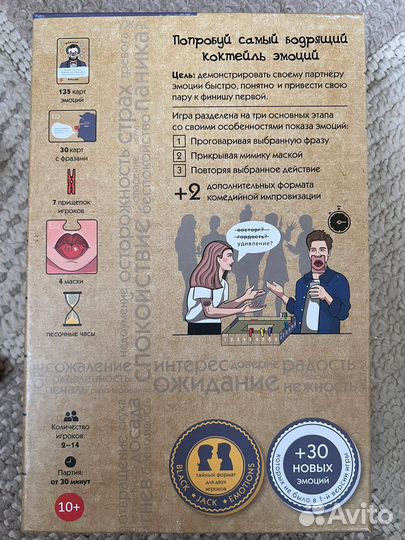 Попробуй самый бодрящий
коктейль эмоций
Цель: демонстрировать своему партнеру
эмоции быстро, понятно и привести свою
пару к финишу первой.
Игра разделена на три основных этапа
со своими особенностями показа эмоций:
1 Проговаривая выбранную фразу
2 Прикрывая мимику маской
3 Повторяя выбранное действие
+2 дополнительных формата
комедийной импровизации
135 карт
эмоций
30 карт
с фразами
7 прищепок
игроков
4 маски
песочные часы
восторг?
гордость?
удивление?
страх
осторожность
спокойствие
интерес
доверие
радость
ожидание
нежность
сожаление
досада
Количество
игроков:
2–14
Партия:
от 30 минут
10+
тайный формат
для двух
игроков
BLACK JACK EMOTIONS
+30
НОВЫХ
ЭМОЦИЙ
которых не было в 1-й версии игры
Avito